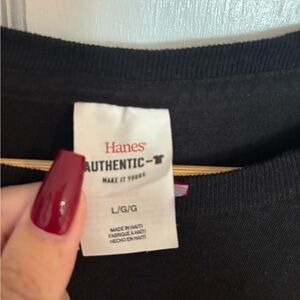 Hanes
AUTHENTIC-
MAKE IT YOURS
L/G/G
MADE IN HAITI
FABRIQUÉ À HAITI
HECHO EN HAITI